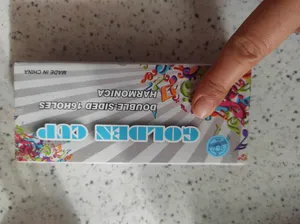 GOLDEN CUP
DOUBLE-SIDED 16HOLES
HARMONICA
MADE IN CHINA